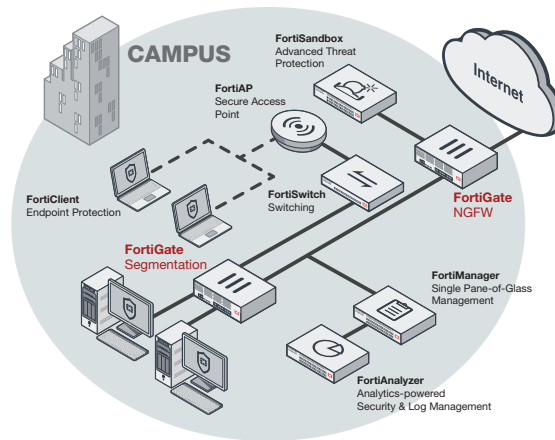 CAMPUS
FortiSandbox
Advanced Threat
Protection
Internet
FortiAP
Secure Access
Point
FortiClient
Endpoint Protection
FortiSwitch
Switching
FortiGate
NGFW
FortiGate
Segmentation
FortiManager
Single Pane-of-Glass
Management
FortiAnalyzer
Analytics-powered
Security & Log Management